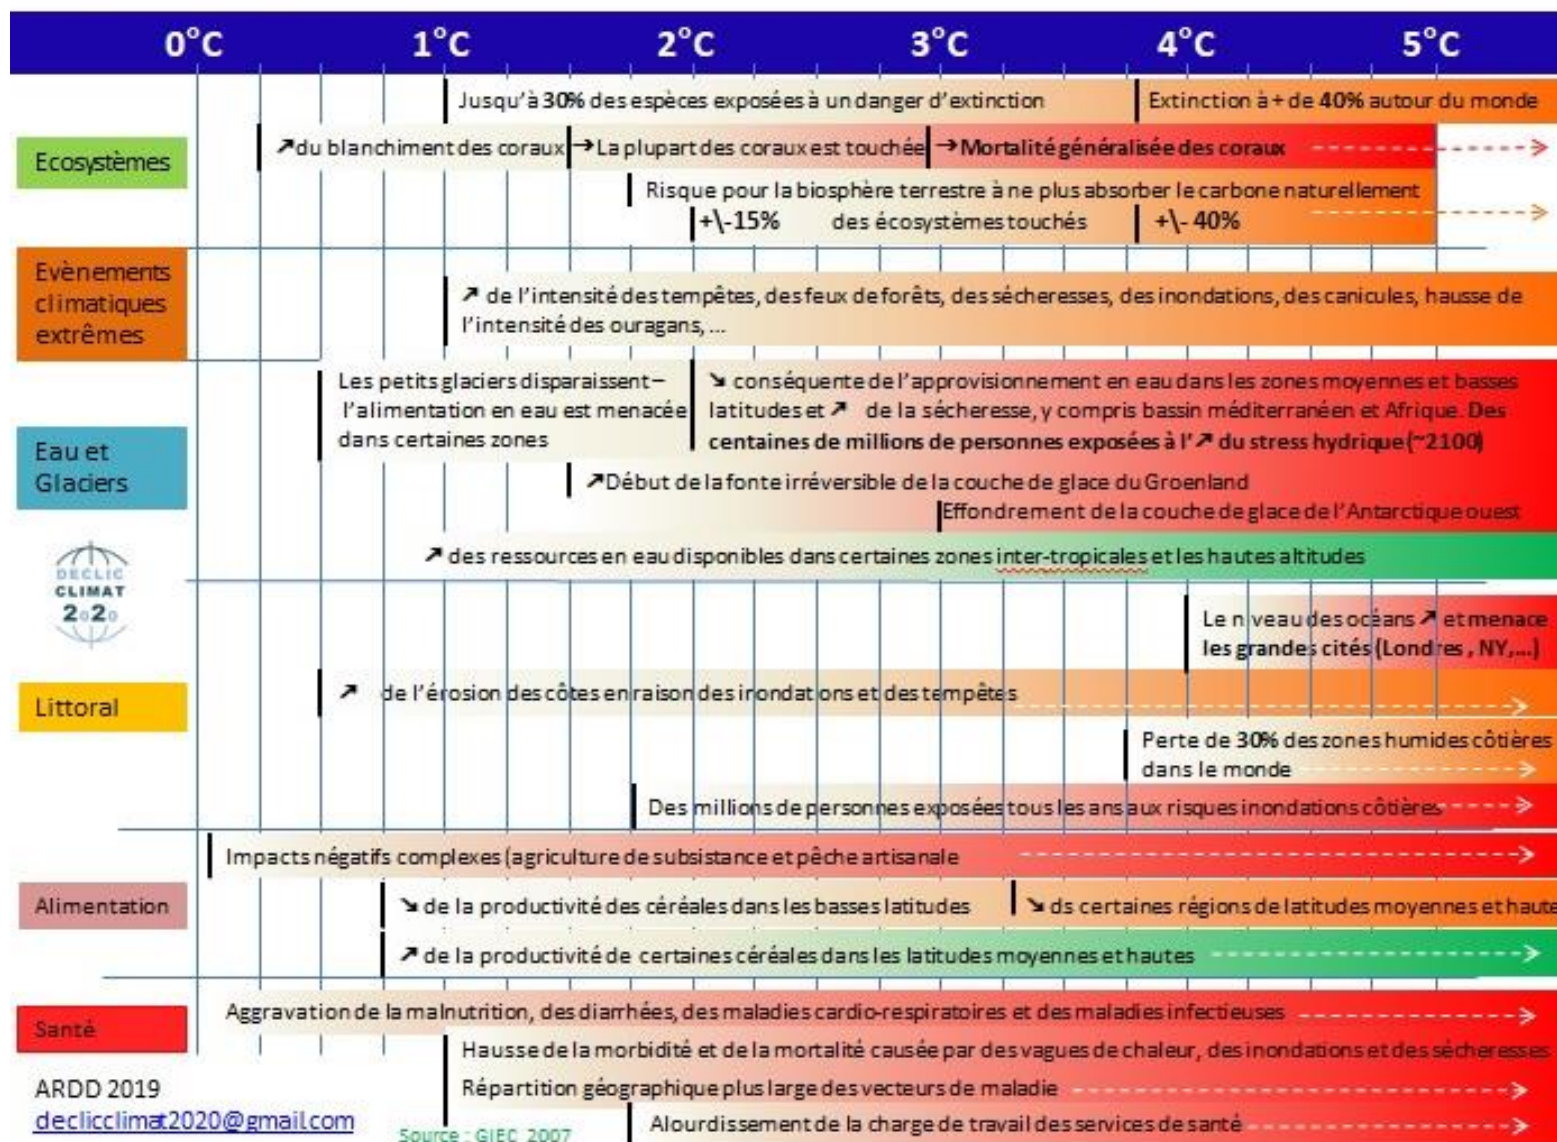 0°C 1°C 2°C 3°C 4°C 5°C
Jusqu'à 30% des espèces exposées à un danger d'extinction
Extinction à + de 40% autour du monde
Ecosystèmes
↗du blanchiment des coraux
→La plupart des coraux est touchée
→Mortalité généralisée des coraux
Risque pour la biosphère terrestre à ne plus absorber le carbone naturellement
+\-15% des écosystèmes touchés +\- 40%
Evènements
climatiques
extrêmes
↗ de l'intensité des tempêtes, des feux de forêts, des sécheresses, des inondations, des canicules, hausse de
l'intensité des ouragans, ...
Eau et
Glaciers
Les petits glaciers disparaissent –
l'alimentation en eau est menacée
dans certaines zones
↘ conséquente de l'approvisionnement en eau dans les zones moyennes et basses
latitudes et ↗ de la sécheresse, y compris bassin méditerranéen et Afrique. Des
centaines de millions de personnes exposées à l'↗ du stress hydrique (~2100)
↗Début de la fonte irréversible de la couche de glace du Groenland
Effondrement de la couche de glace de l'Antarctique ouest
↗ des ressources en eau disponibles dans certaines zones inter-tropicales et les hautes altitudes
DECLIC
CLIMAT
2020
Le niveau des océans ↗ et menace
les grandes cités (Londres , NY,...)
Littoral
↗ de l'érosion des côtes en raison des inondations et des tempêtes
Perte de 30% des zones humides côtières
dans le monde
Des millions de personnes exposées tous les ans aux risques inondations côtières
Impacts négatifs complexes (agriculture de subsistance et pêche artisanale
Alimentation
↘ de la productivité des céréales dans les basses latitudes
↘ ds certaines régions de latitudes moyennes et haute
↗ de la productivité de certaines céréales dans les latitudes moyennes et hautes
Santé
Aggravation de la malnutrition, des diarrhées, des maladies cardio-respiratoires et des maladies infectieuses
Hausse de la morbidité et de la mortalité causée par des vagues de chaleur, des inondations et des sécheresses
Répartition géographique plus large des vecteurs de maladie
Alourdissement de la charge de travail des services de santé
ARDD 2019
declicclimat2020@gmail.com
Source : GIEC 2007